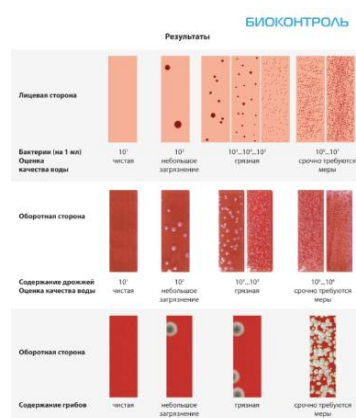 БИОКОНТРОЛЬ
Результаты
Лицевая сторона
Бактерии (на 1 мл)
Оценка
качества воды
чистая
небольшое
загрязнение
грязная
срочно требуются
меры
Оборотная сторона
Содержание дрожжей
Оценка качества воды
чистая
небольшое
загрязнение
грязная
срочно требуются
меры
Оборотная сторона
Содержание грибов
чистая
небольшое
загрязнение
грязная
срочно требуются
меры